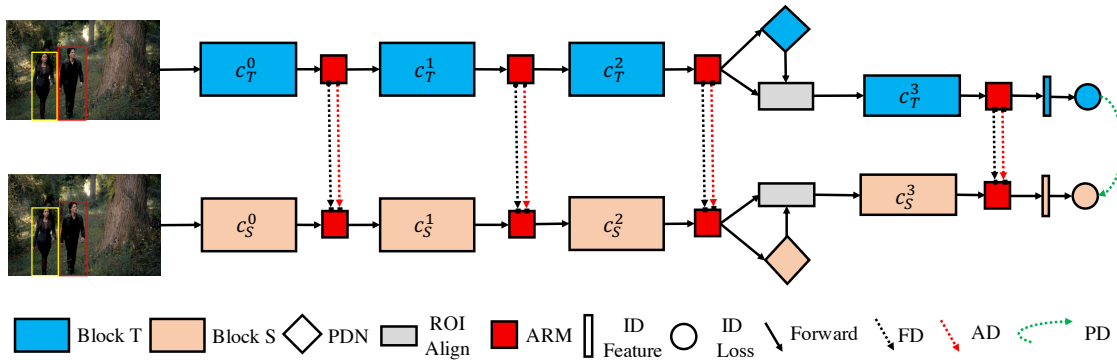 c_T^0
c_T^1
c_T^2
c_T^3
c_S^0
c_S^1
c_S^2
c_S^3
Block T
Block S
PDN
ROI
Align
ARM
ID
Feature
ID
Loss
Forward
FD
AD
PD